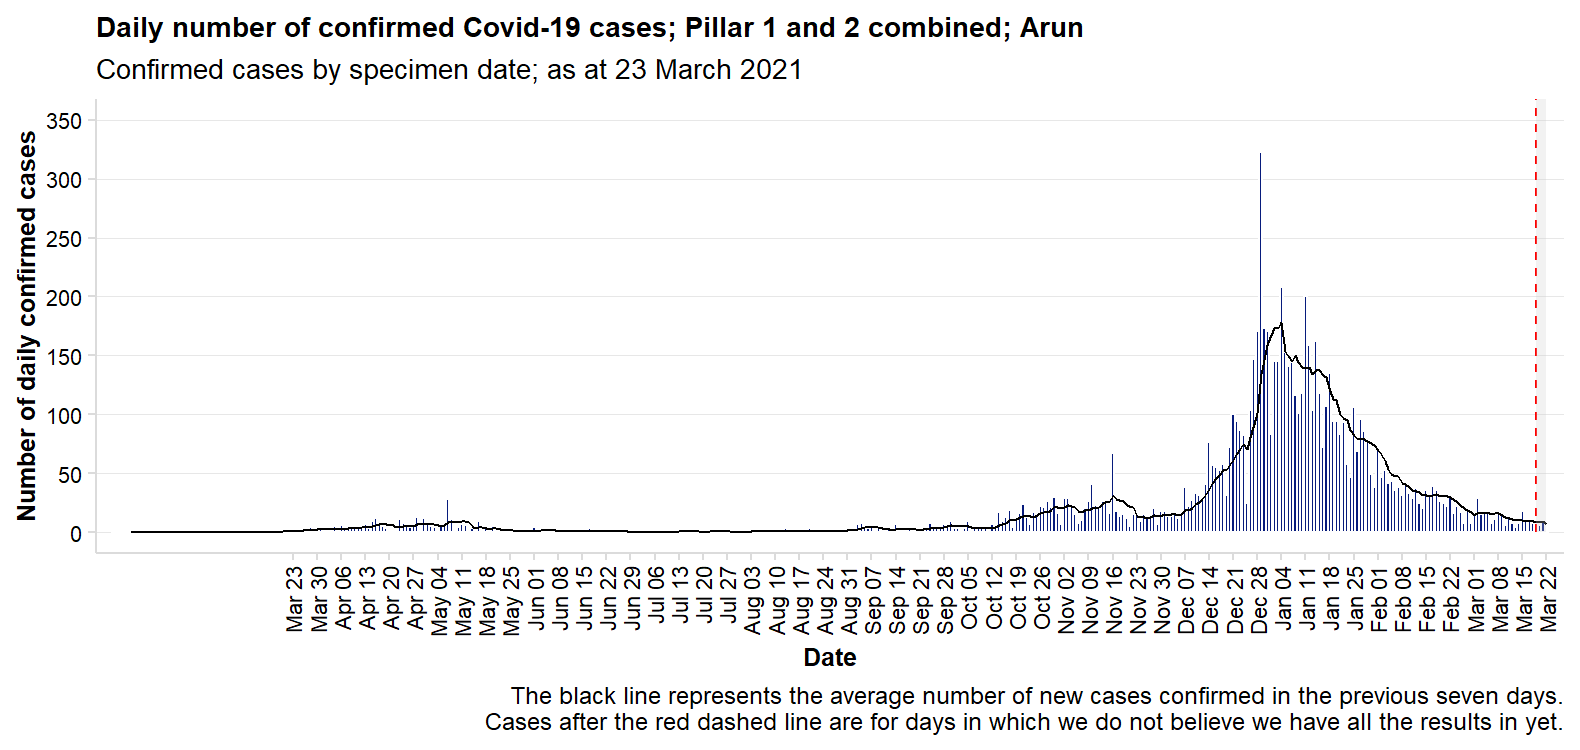 Daily number of confirmed Covid-19 cases; Pillar 1 and 2 combined; Arun
Confirmed cases by specimen date; as at 23 March 2021
Number of daily confirmed cases
350
300
250
200
150
100
50
0
Mar 23
Mar 30
Apr 06
Apr 13
Apr 20
Apr 27
May 04
May 11
May 18
May 25
Jun 01
Jun 08
Jun 15
Jun 22
Jun 29
Jul 06
Jul 13
Jul 20
Jul 27
Aug 03
Aug 10
Aug 17
Aug 24
Aug 31
Sep 07
Sep 14
Sep 21
Sep 28
Oct 05
Oct 12
Oct 19
Oct 26
Nov 02
Nov 09
Nov 16
Nov 23
Nov 30
Dec 07
Dec 14
Dec 21
Dec 28
Jan 04
Jan 11
Jan 18
Jan 25
Feb 01
Feb 08
Feb 15
Feb 22
Mar 01
Mar 08
Mar 15
Mar 22
Date
The black line represents the average number of new cases confirmed in the previous seven days.
Cases after the red dashed line are for days in which we do not believe we have all the results in yet.